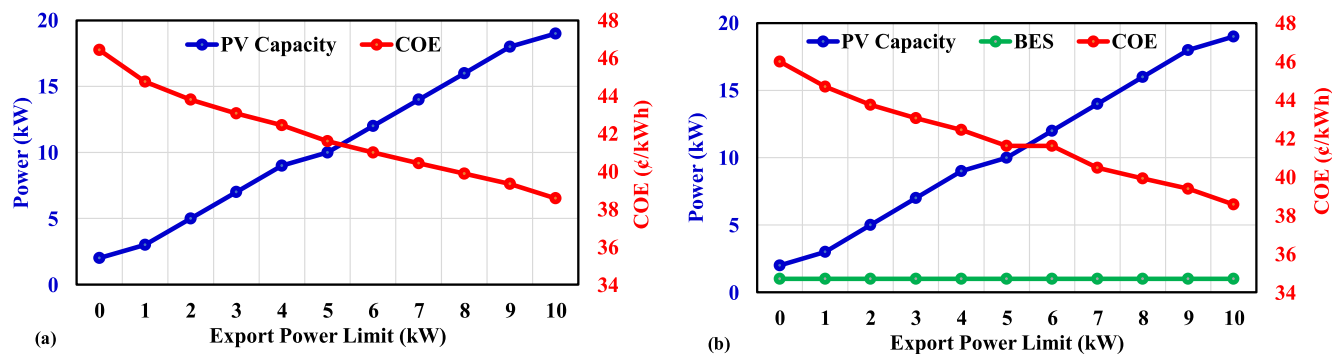 PV Capacity COE
20
15
10
5
0
Power (kW)
48
46
44
42
40
38
36
34
COE (¢/kWh)
0 1 2 3 4 5 6 7 8 9 10
Export Power Limit (kW)
(a)
PV Capacity BES COE
20
15
10
5
0
Power (kW)
48
46
44
42
40
38
36
34
COE (¢/kWh)
0 1 2 3 4 5 6 7 8 9 10
Export Power Limit (kW)
(b)